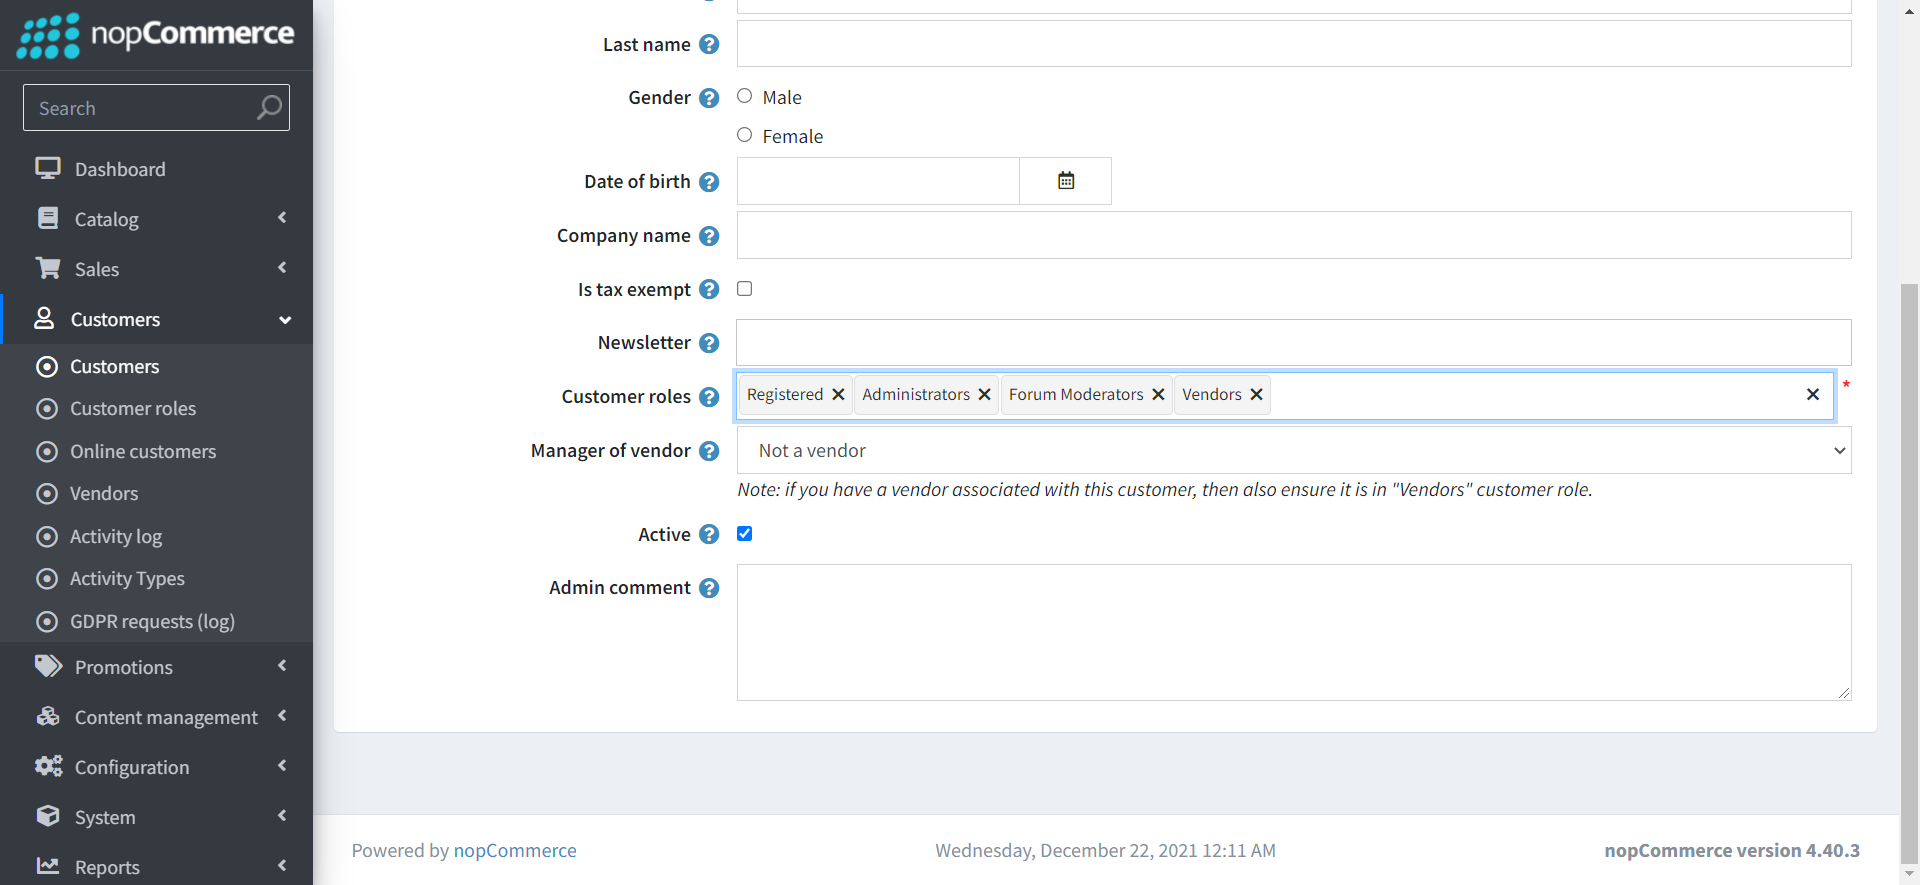 nopCommerce
Search
Dashboard
Catalog
Sales
Customers
Customers
Customer roles
Online customers
Vendors
Activity log
Activity Types
GDPR requests (log)
Promotions
Content management
Configuration
System
Reports
Last name
Gender
Male
Female
Date of birth
Company name
Is tax exempt
Newsletter
Customer roles
Registered Administrators Forum Moderators Vendors *
Manager of vendor
Not a vendor
Note: if you have a vendor associated with this customer, then also ensure it is in "Vendors" customer role.
Active
Admin comment
Powered by nopCommerce
Wednesday, December 22, 2021 12:11 AM
nopCommerce version 4.40.3